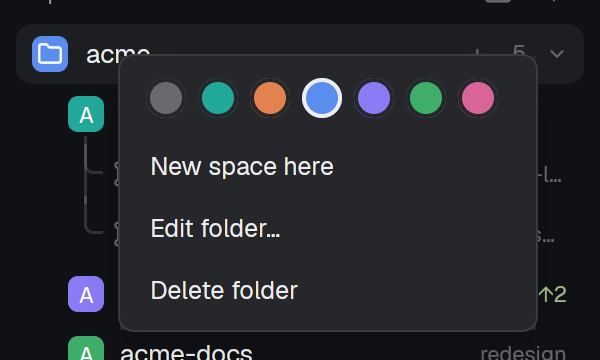 acme
5
A
New space here
Edit folder...
Delete folder
A
↑2
A
acme-docs
redesign